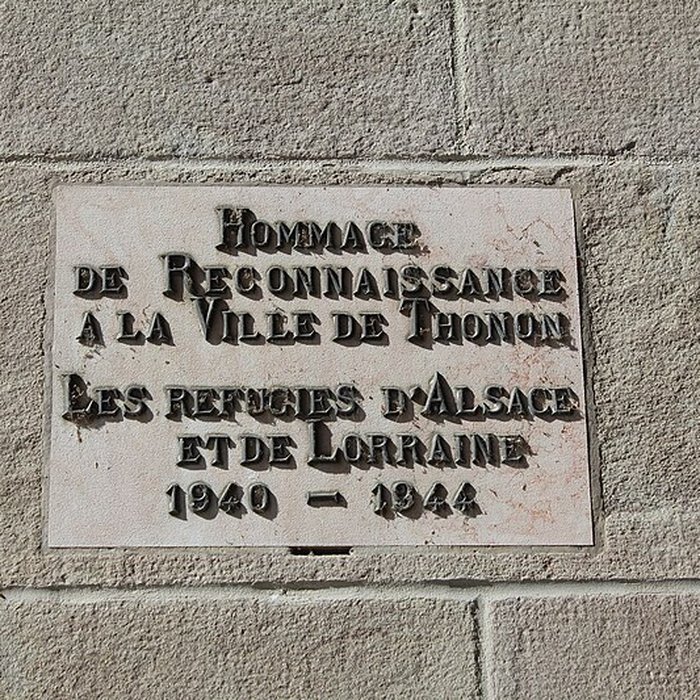 HOMMAGE
DE RECONNAISSANCE
A LA VILLE DE THONON
LES REFUGIES D'ALSACE
ET DE LORRAINE
1940 - 1944